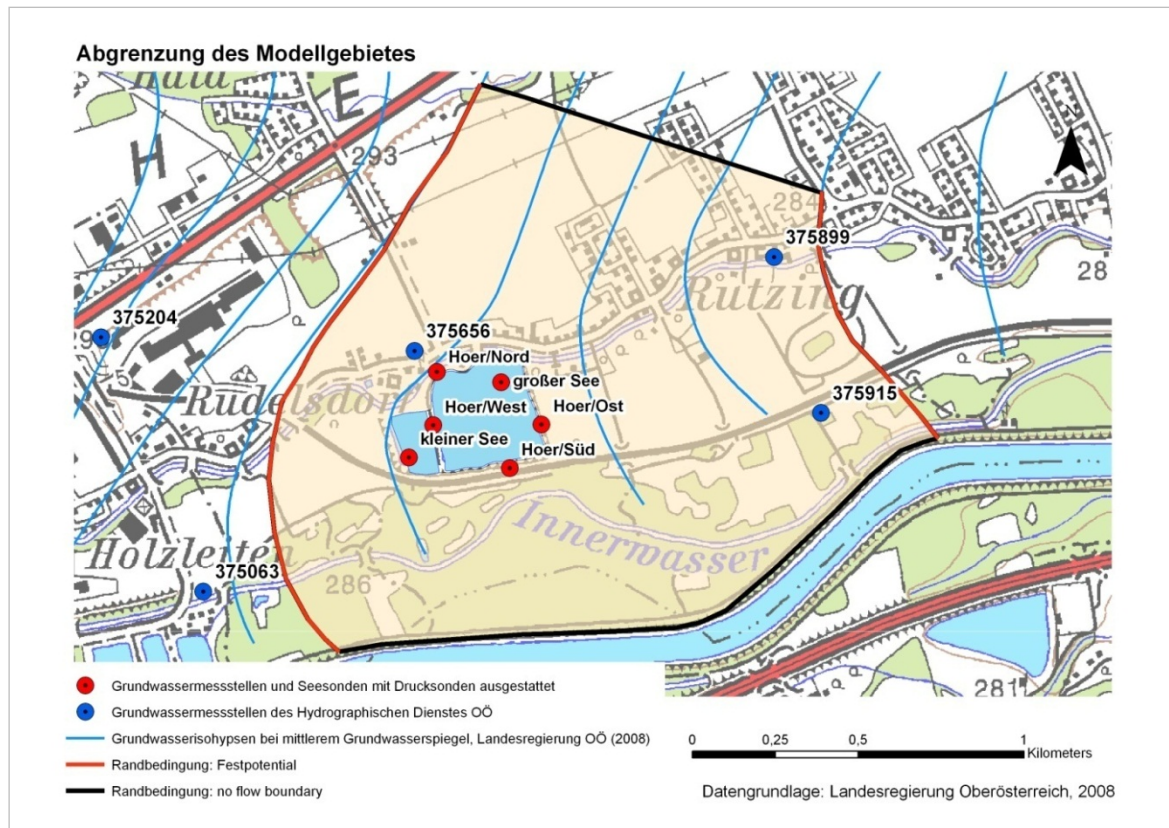 Abgrenzung des Modellgebietes
Haid
H
E
293
N
284
375899
28
Rutzing
375204
375656
Hoer/Nord
großer See
Rudelsdorf
Hoer/West
Hoer/Ost
375915
kleiner See
Hoer/Süd
Innerwasser
Holzleiten
375063
286
281
Grundwassermessstellen und Seesonden mit Drucksonden ausgestattet
Grundwassermessstellen des Hydrographischen Dienstes OÖ
Grundwasserisohypsen bei mittlerem Grundwasserspiegel, Landesregierung OÖ (2008)
Randbedingung: Festpotential
Randbedingung: no flow boundary
0 0,25 0,5 1
Kilometers
Datengrundlage: Landesregierung Oberösterreich, 2008